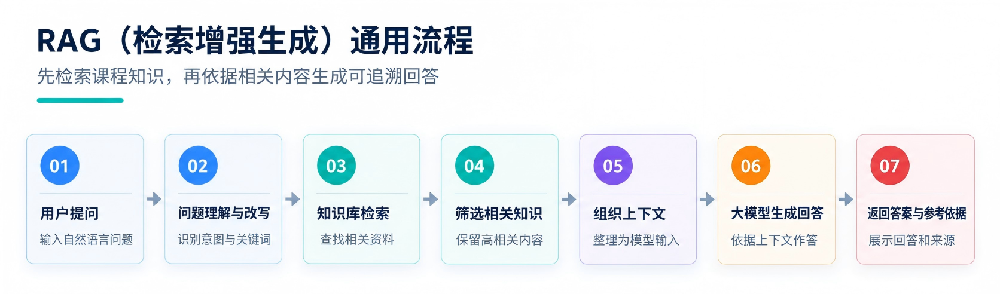 RAG（检索增强生成）通用流程
先检索课程知识，再依据相关内容生成可追溯回答
01
用户提问
输入自然语言问题
02
问题理解与改写
识别意图与关键词
03
知识库检索
查找相关资料
04
筛选相关知识
保留高相关内容
05
组织上下文
整理为模型输入
06
大模型生成回答
依据上下文作答
07
返回答案与参考依据
展示回答和来源